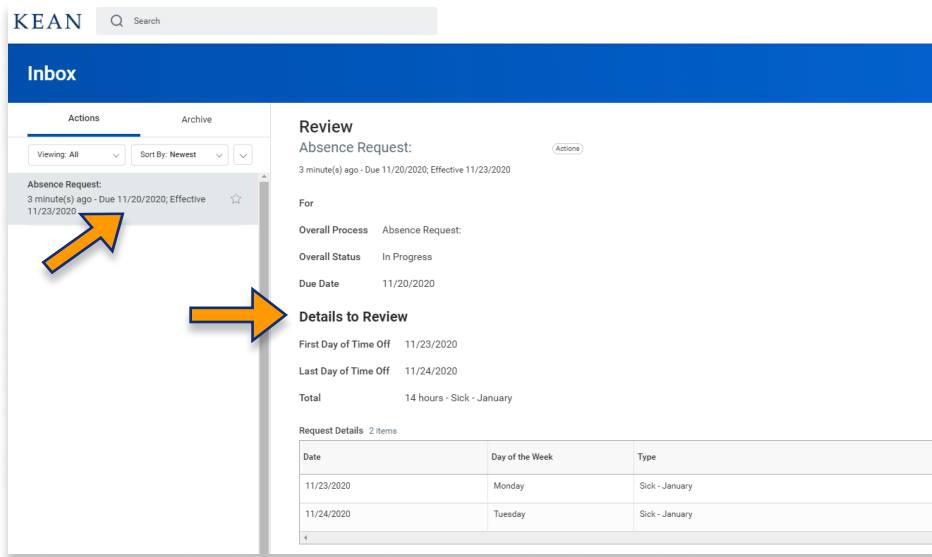 KEAN
Search
Inbox
Actions Archive
Viewing: All Sort By: Newest
Absence Request:
3 minute(s) ago - Due 11/20/2020; Effective
11/23/2020
Review
Absence Request: Actions
3 minute(s) ago - Due 11/20/2020; Effective 11/23/2020
For
Overall Process Absence Request:
Overall Status In Progress
Due Date 11/20/2020
Details to Review
First Day of Time Off 11/23/2020
Last Day of Time Off 11/24/2020
Total 14 hours - Sick - January
Request Details 2 items
Date Day of the Week Type
11/23/2020 Monday Sick - January
11/24/2020 Tuesday Sick - January